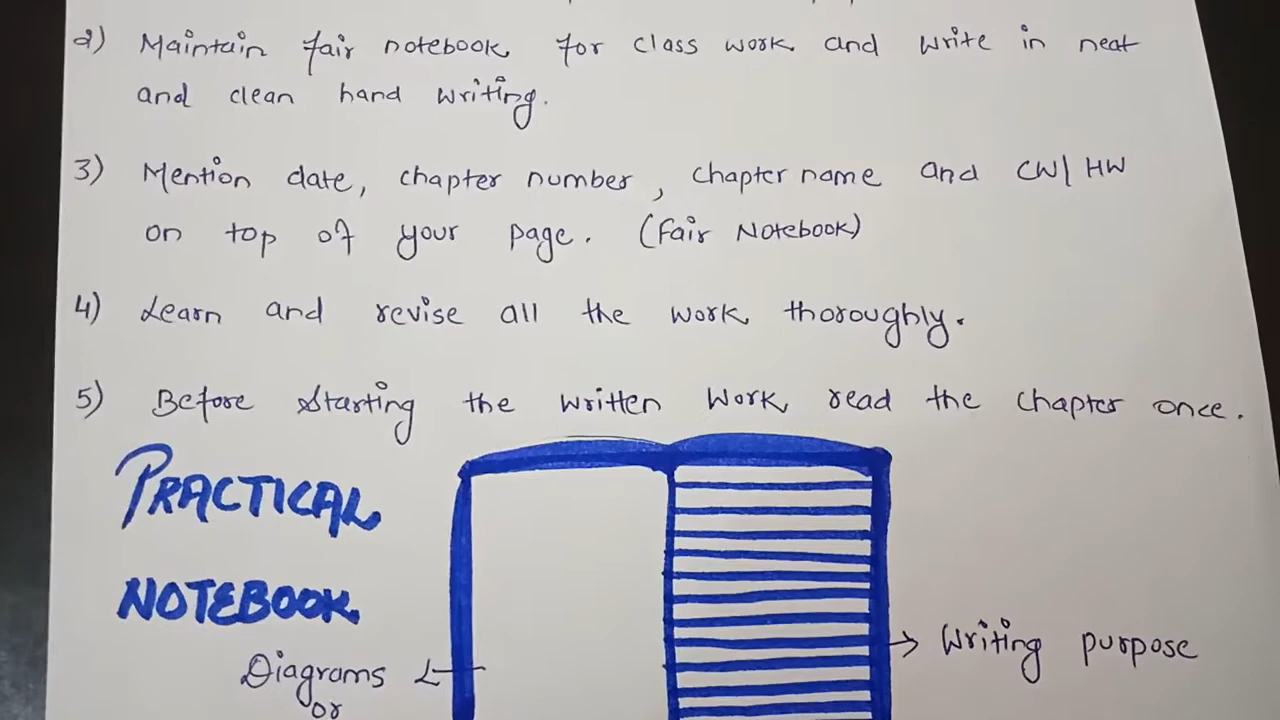 2) Maintain fair notebook for class work and write in neat
and clean hand writing.
3) Mention date, chapter number, chapter name and CW/HW
on top of your page. (Fair Notebook)
4) Learn and revise all the work thoroughly.
5) Before starting the written work read the chapter once.
PRACTICAL
NOTEBOOK
Writing purpose
Diagrams
or